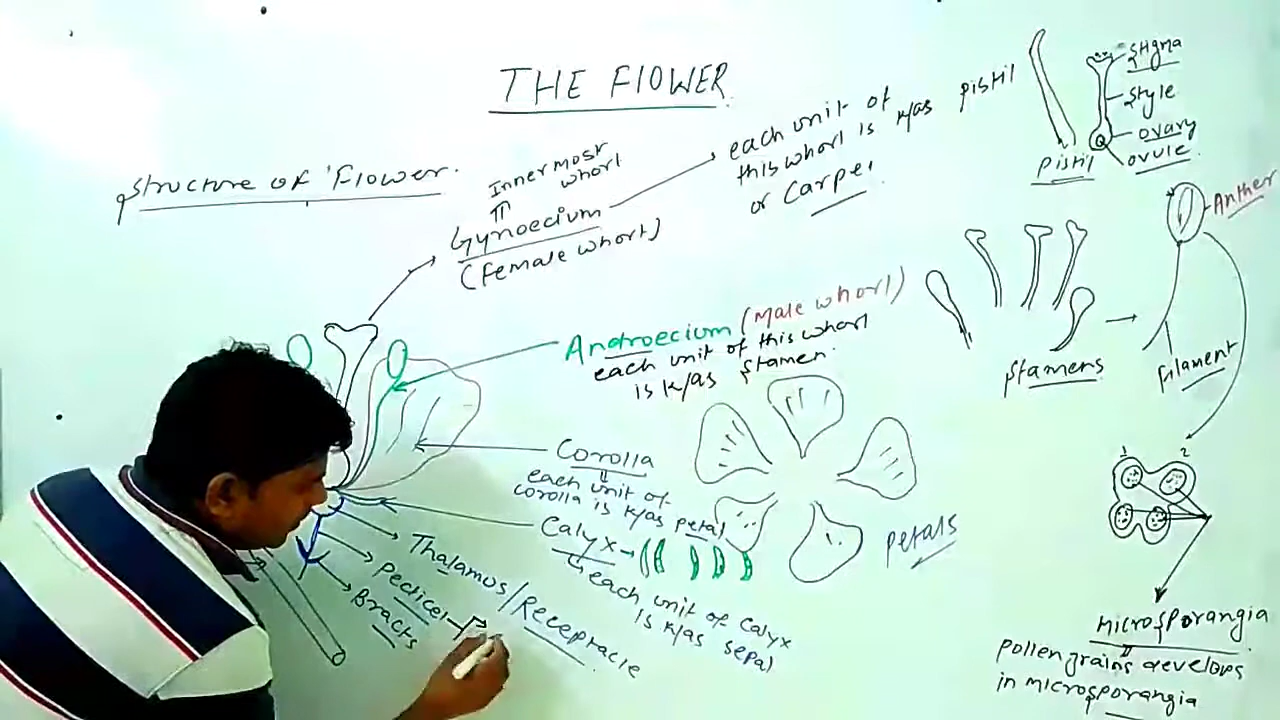 THE FlOWER
Structure of Flower.
Innermost
whorl
Gynoecium
(Female whorl)
each unit of
this whorl is k/as pistil
or Carpel
Stigma
Style
ovary
ovule
Pistil
Anther
Filament
Stamens
Androecium (Male whorl)
each unit of this whorl
is k/as stamen.
Corolla
each unit of
corolla is k/as petal
petals
Calyx
each unit of calyx
is k/as sepal
Thalamus/Receptacle
Pedicel
Bracts
1 2
microsporangia
pollen grains develops
in microsporangia